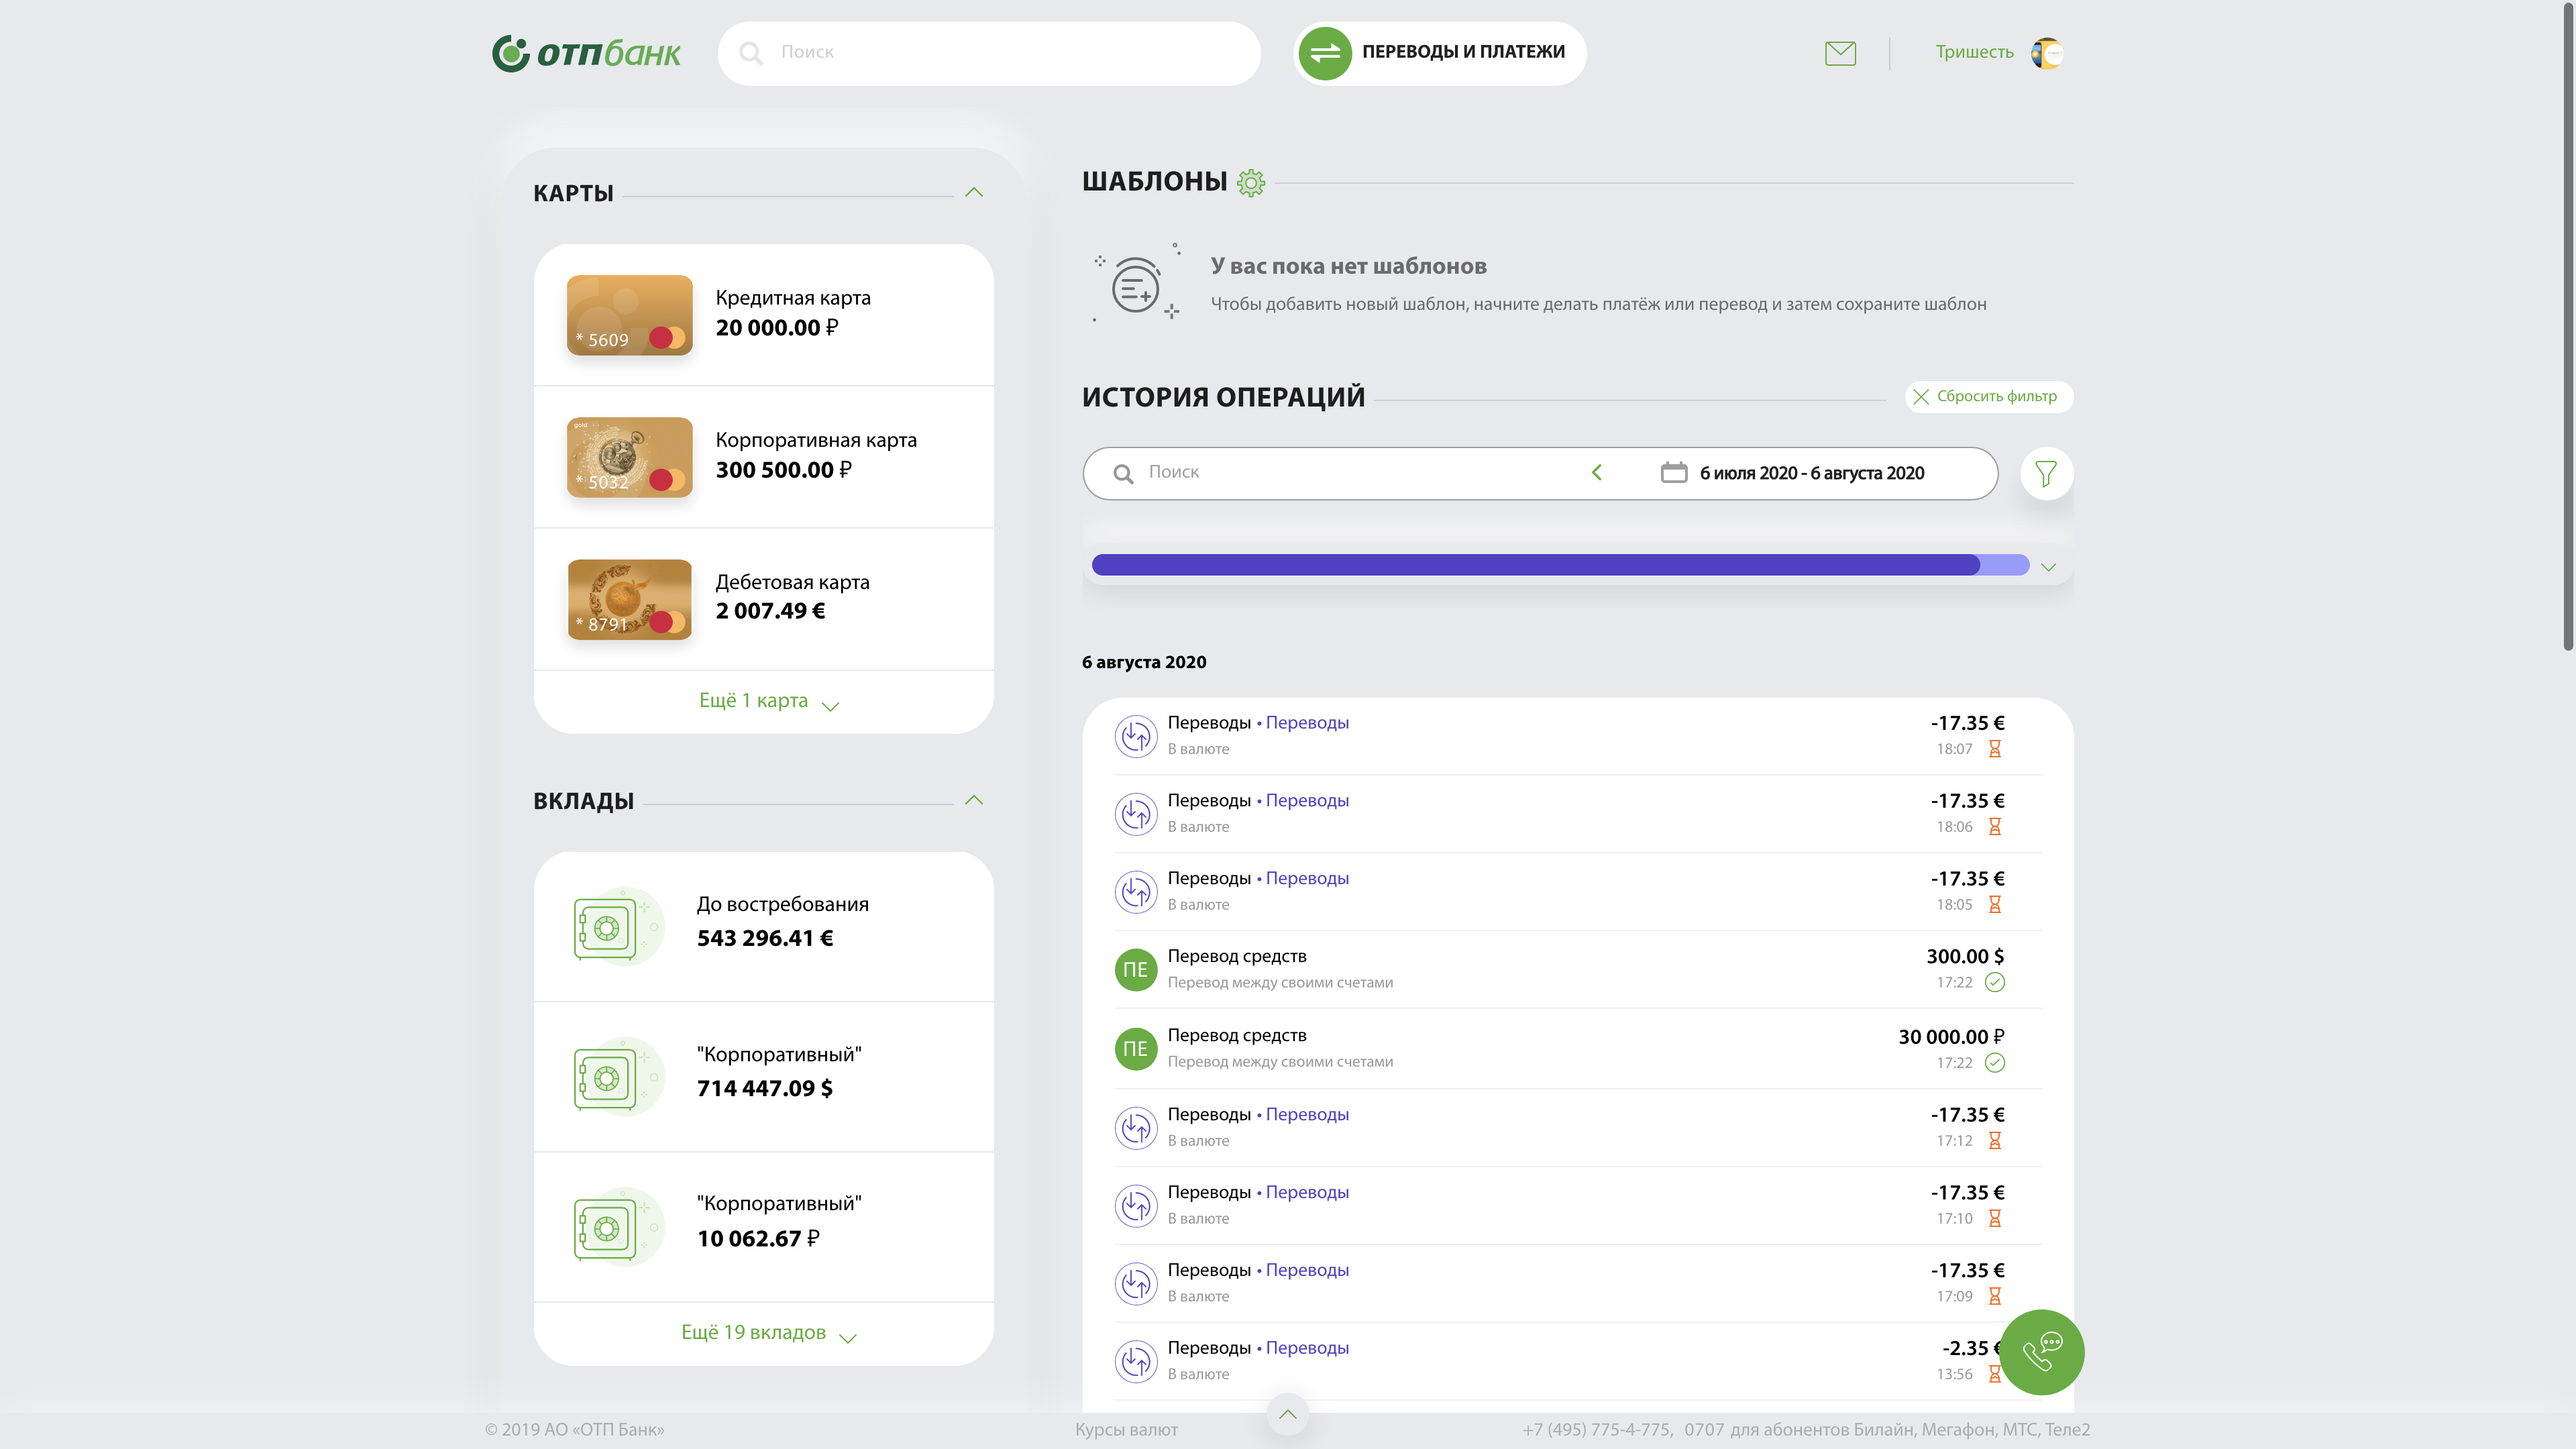 отпбанк
Поиск
ПЕРЕВОДЫ И ПЛАТЕЖИ
Тришесть
КАРТЫ
* 5609
Кредитная карта
20 000.00 ₽
gold
* 5032
Корпоративная карта
300 500.00 ₽
* 8791
Дебетовая карта
2 007.49 €
Ещё 1 карта
ВКЛАДЫ
До востребования
543 296.41 €
"Корпоративный"
714 447.09 $
"Корпоративный"
10 062.67 ₽
Ещё 19 вкладов
ШАБЛОНЫ
У вас пока нет шаблонов
Чтобы добавить новый шаблон, начните делать платёж или перевод и затем сохраните шаблон
ИСТОРИЯ ОПЕРАЦИЙ
Сбросить фильтр
Поиск
6 июля 2020 - 6 августа 2020
6 августа 2020
Переводы • Переводы -17.35 €
В валюте 18:07
Переводы • Переводы -17.35 €
В валюте 18:06
Переводы • Переводы -17.35 €
В валюте 18:05
ПЕ
Перевод средств 300.00 $
Перевод между своими счетами 17:22
ПЕ
Перевод средств 30 000.00 ₽
Перевод между своими счетами 17:22
Переводы • Переводы -17.35 €
В валюте 17:12
Переводы • Переводы -17.35 €
В валюте 17:10
Переводы • Переводы -17.35 €
В валюте 17:09
Переводы • Переводы -2.35 €
В валюте 13:56
© 2019 АО «ОТП Банк» Курсы валют +7 (495) 775-4-775, 0707 для абонентов Билайн, Мегафон, МТС, Теле2